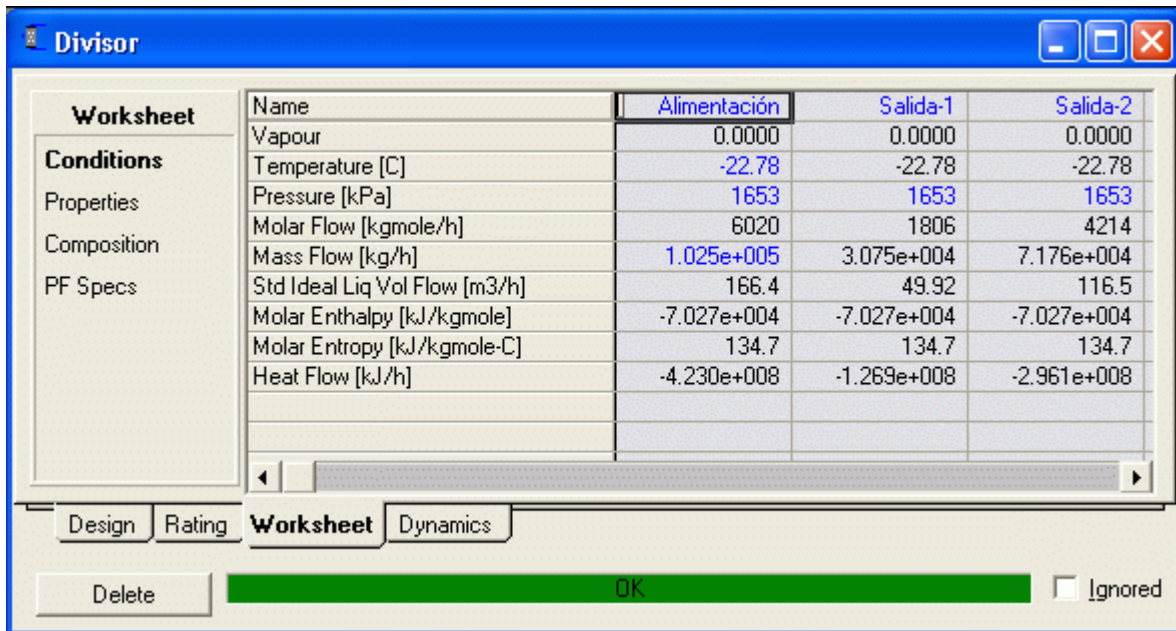 Divisor
Worksheet
Conditions
Properties
Composition
PF Specs
Name Alimentación Salida-1 Salida-2
Vapour 0.0000 0.0000 0.0000
Temperature [C] -22.78 -22.78 -22.78
Pressure [kPa] 1653 1653 1653
Molar Flow [kgmole/h] 6020 1806 4214
Mass Flow [kg/h] 1.025e+005 3.075e+004 7.176e+004
Std Ideal Liq Vol Flow [m3/h] 166.4 49.92 116.5
Molar Enthalpy [kJ/kgmole] -7.027e+004 -7.027e+004 -7.027e+004
Molar Entropy [kJ/kgmole-C] 134.7 134.7 134.7
Heat Flow [kJ/h] -4.230e+008 -1.269e+008 -2.961e+008
Design Rating Worksheet Dynamics
Delete OK Ignored